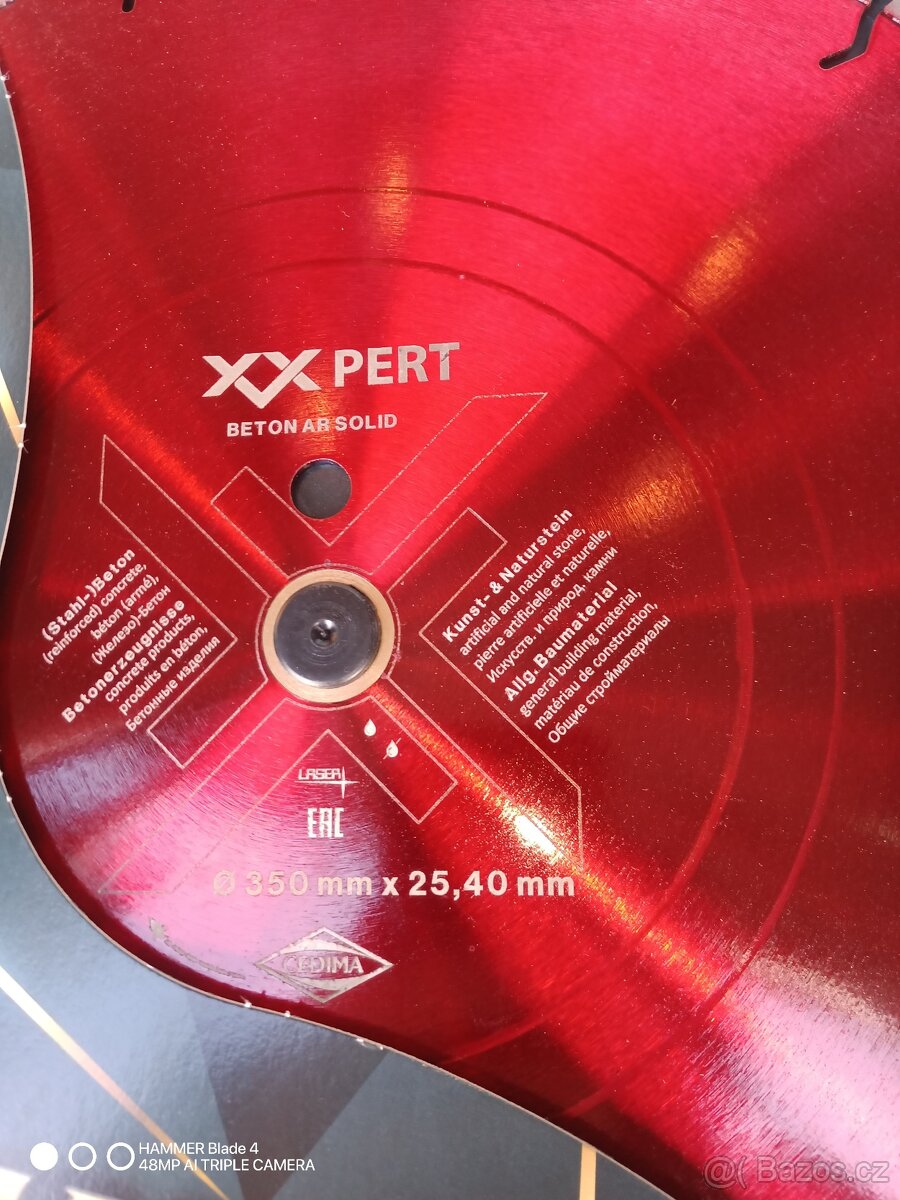 XX PERT
BETON AR SOLID
(Stahl-)Beton
(reinforced) concrete,
béton (armé),
(Железо)-Бетон
Betonerzeugnisse
concrete products,
produits en béton,
Бетонные изделия
Kunst- & Naturstein
artificial and natural stone,
pierre artificielle et naturelle,
Искусств. и природ. камни
Allg. Baumaterial
general building material,
matériau de construction,
Общие стройматериалы
LASER
EAC
Ø 350 mm x 25,40 mm
CEDIMA
HAMMER Blade 4
48MP AI TRIPLE CAMERA
Bazoš.cz